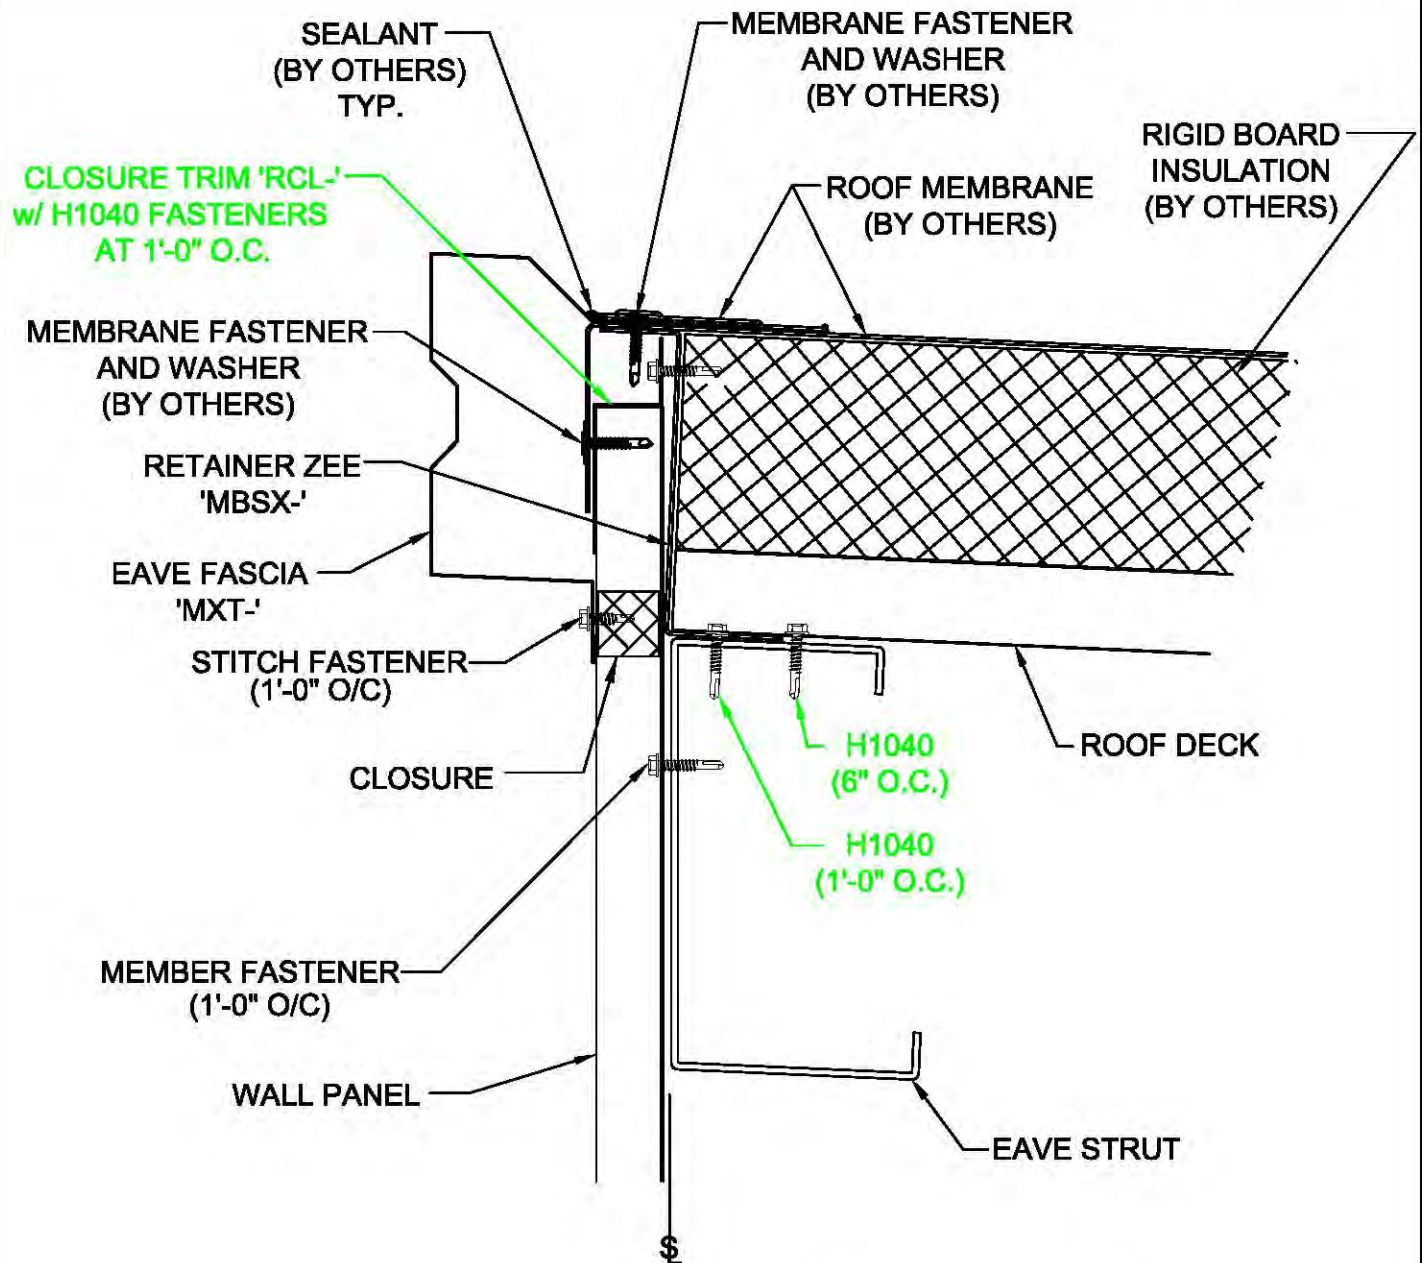 SEALANT
(BY OTHERS)
TYP.
MEMBRANE FASTENER
AND WASHER
(BY OTHERS)
RIGID BOARD
INSULATION
(BY OTHERS)
CLOSURE TRIM 'RCL-'
w/ H1040 FASTENERS
AT 1'-0" O.C.
ROOF MEMBRANE
(BY OTHERS)
MEMBRANE FASTENER
AND WASHER
(BY OTHERS)
RETAINER ZEE
'MBSX-'
EAVE FASCIA
'MXT-'
STITCH FASTENER
(1'-0" O/C)
CLOSURE
H1040
(6" O.C.)
ROOF DECK
H1040
(1'-0" O.C.)
MEMBER FASTENER
(1'-0" O/C)
WALL PANEL
EAVE STRUT